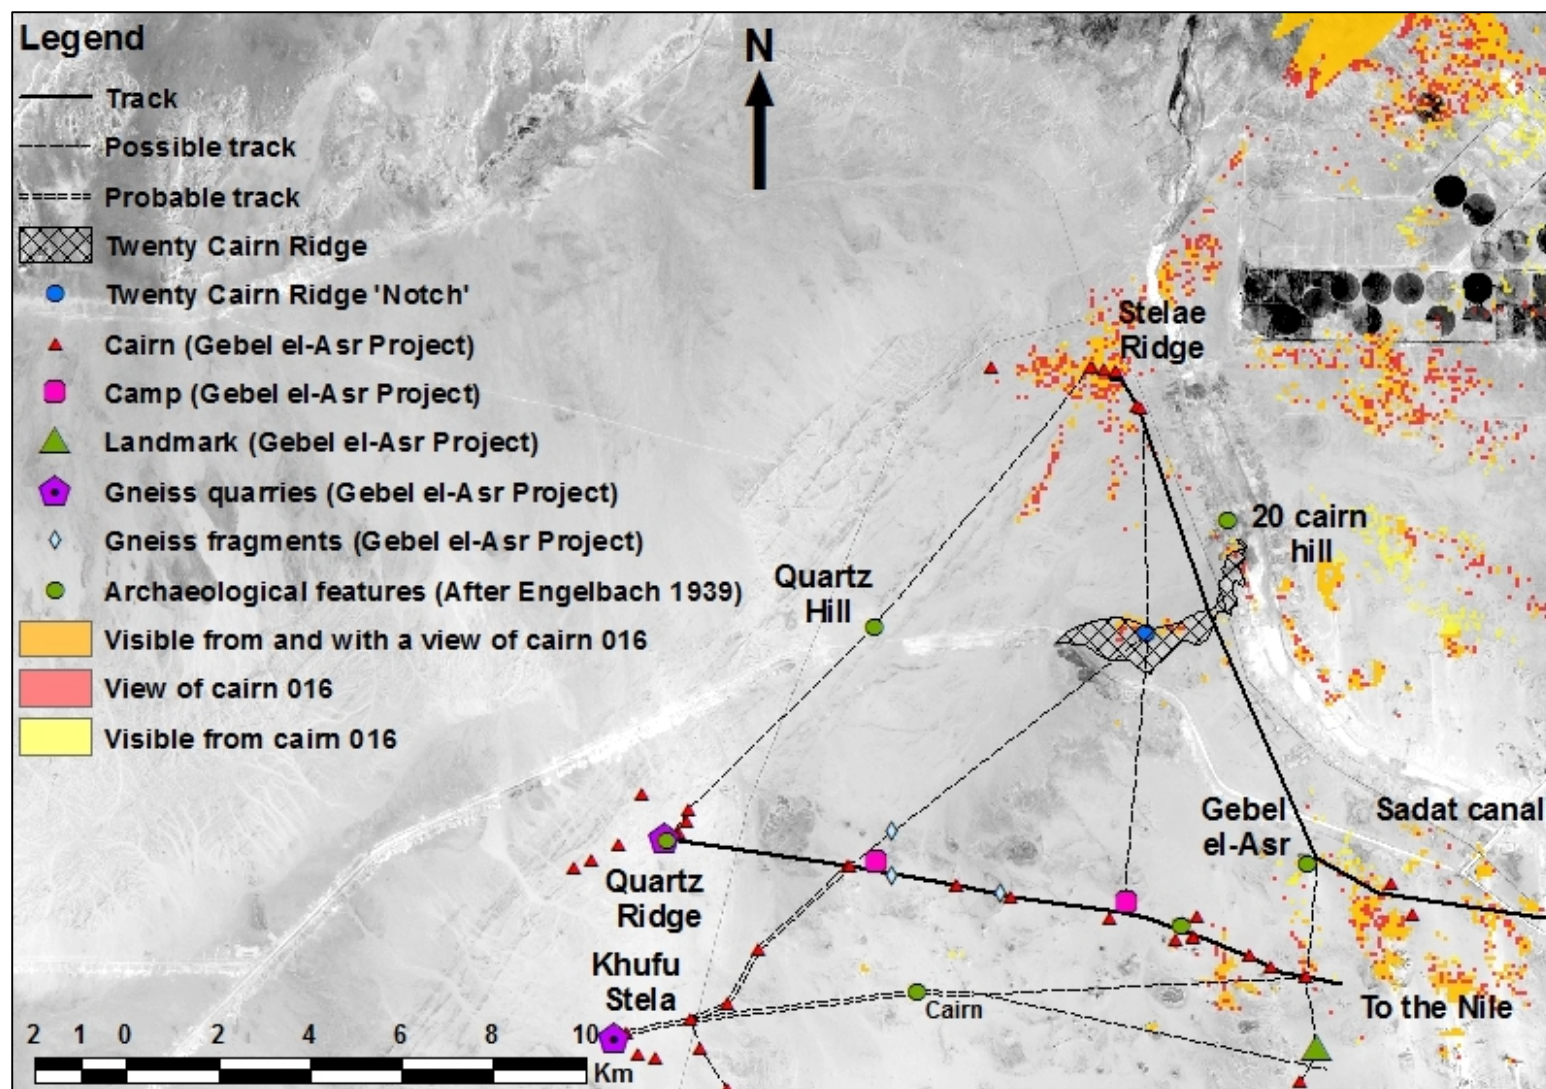 Legend
Track
Possible track
Probable track
Twenty Cairn Ridge
Twenty Cairn Ridge 'Notch'
Cairn (Gebel el-Asr Project)
Camp (Gebel el-Asr Project)
Landmark (Gebel el-Asr Project)
Gneiss quarries (Gebel el-Asr Project)
Gneiss fragments (Gebel el-Asr Project)
Archaeological features (After Engelbach 1939)
Visible from and with a view of cairn 016
View of cairn 016
Visible from cairn 016
N
Stelae
Ridge
20 cairn
hill
Quartz
Hill
Gebel
el-Asr
Sadat canal
Quartz
Ridge
Khufu
Stela
Cairn
To the Nile
2 1 0 2 4 6 8 10
Km